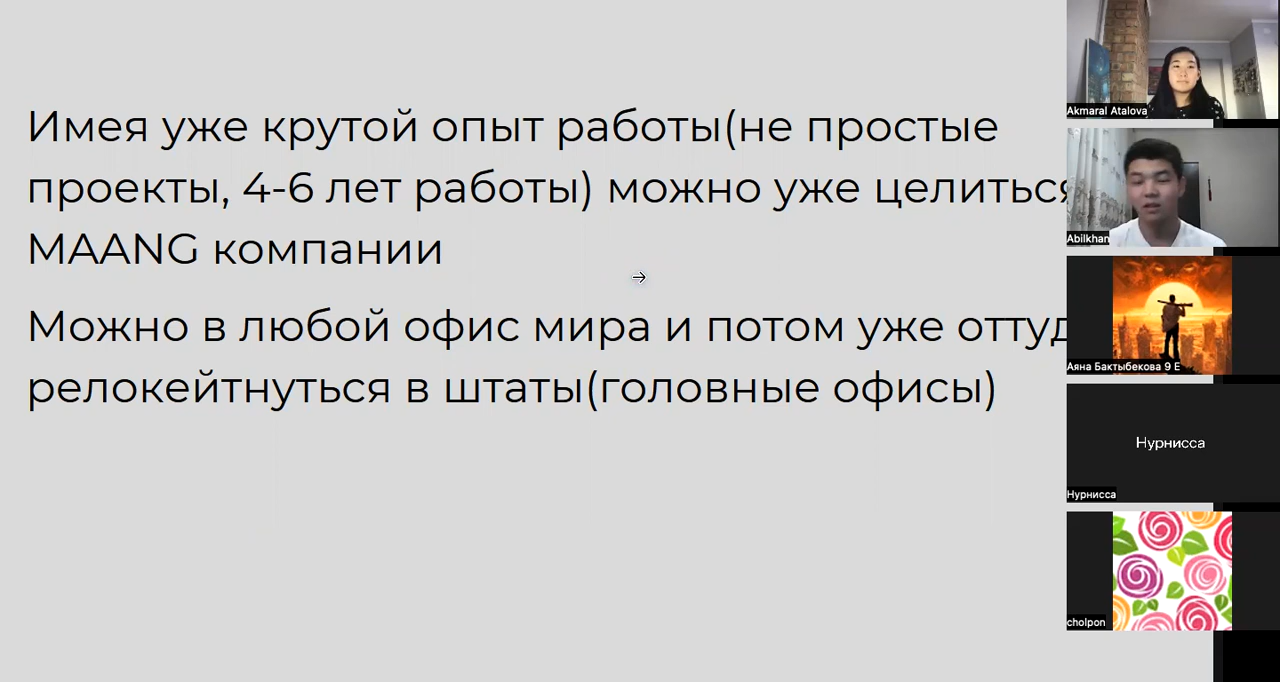 Имея уже крутой опыт работы(не простые
проекты, 4-6 лет работы) можно уже целиться
MAANG компании
Можно в любой офис мира и потом уже
релокейтнуться в штаты(головные офисы)
Akmaral Atalova
Abilkhan
Аяна Бактыбекова 9 Е
Нурнисса
Нурнисса
cholpon